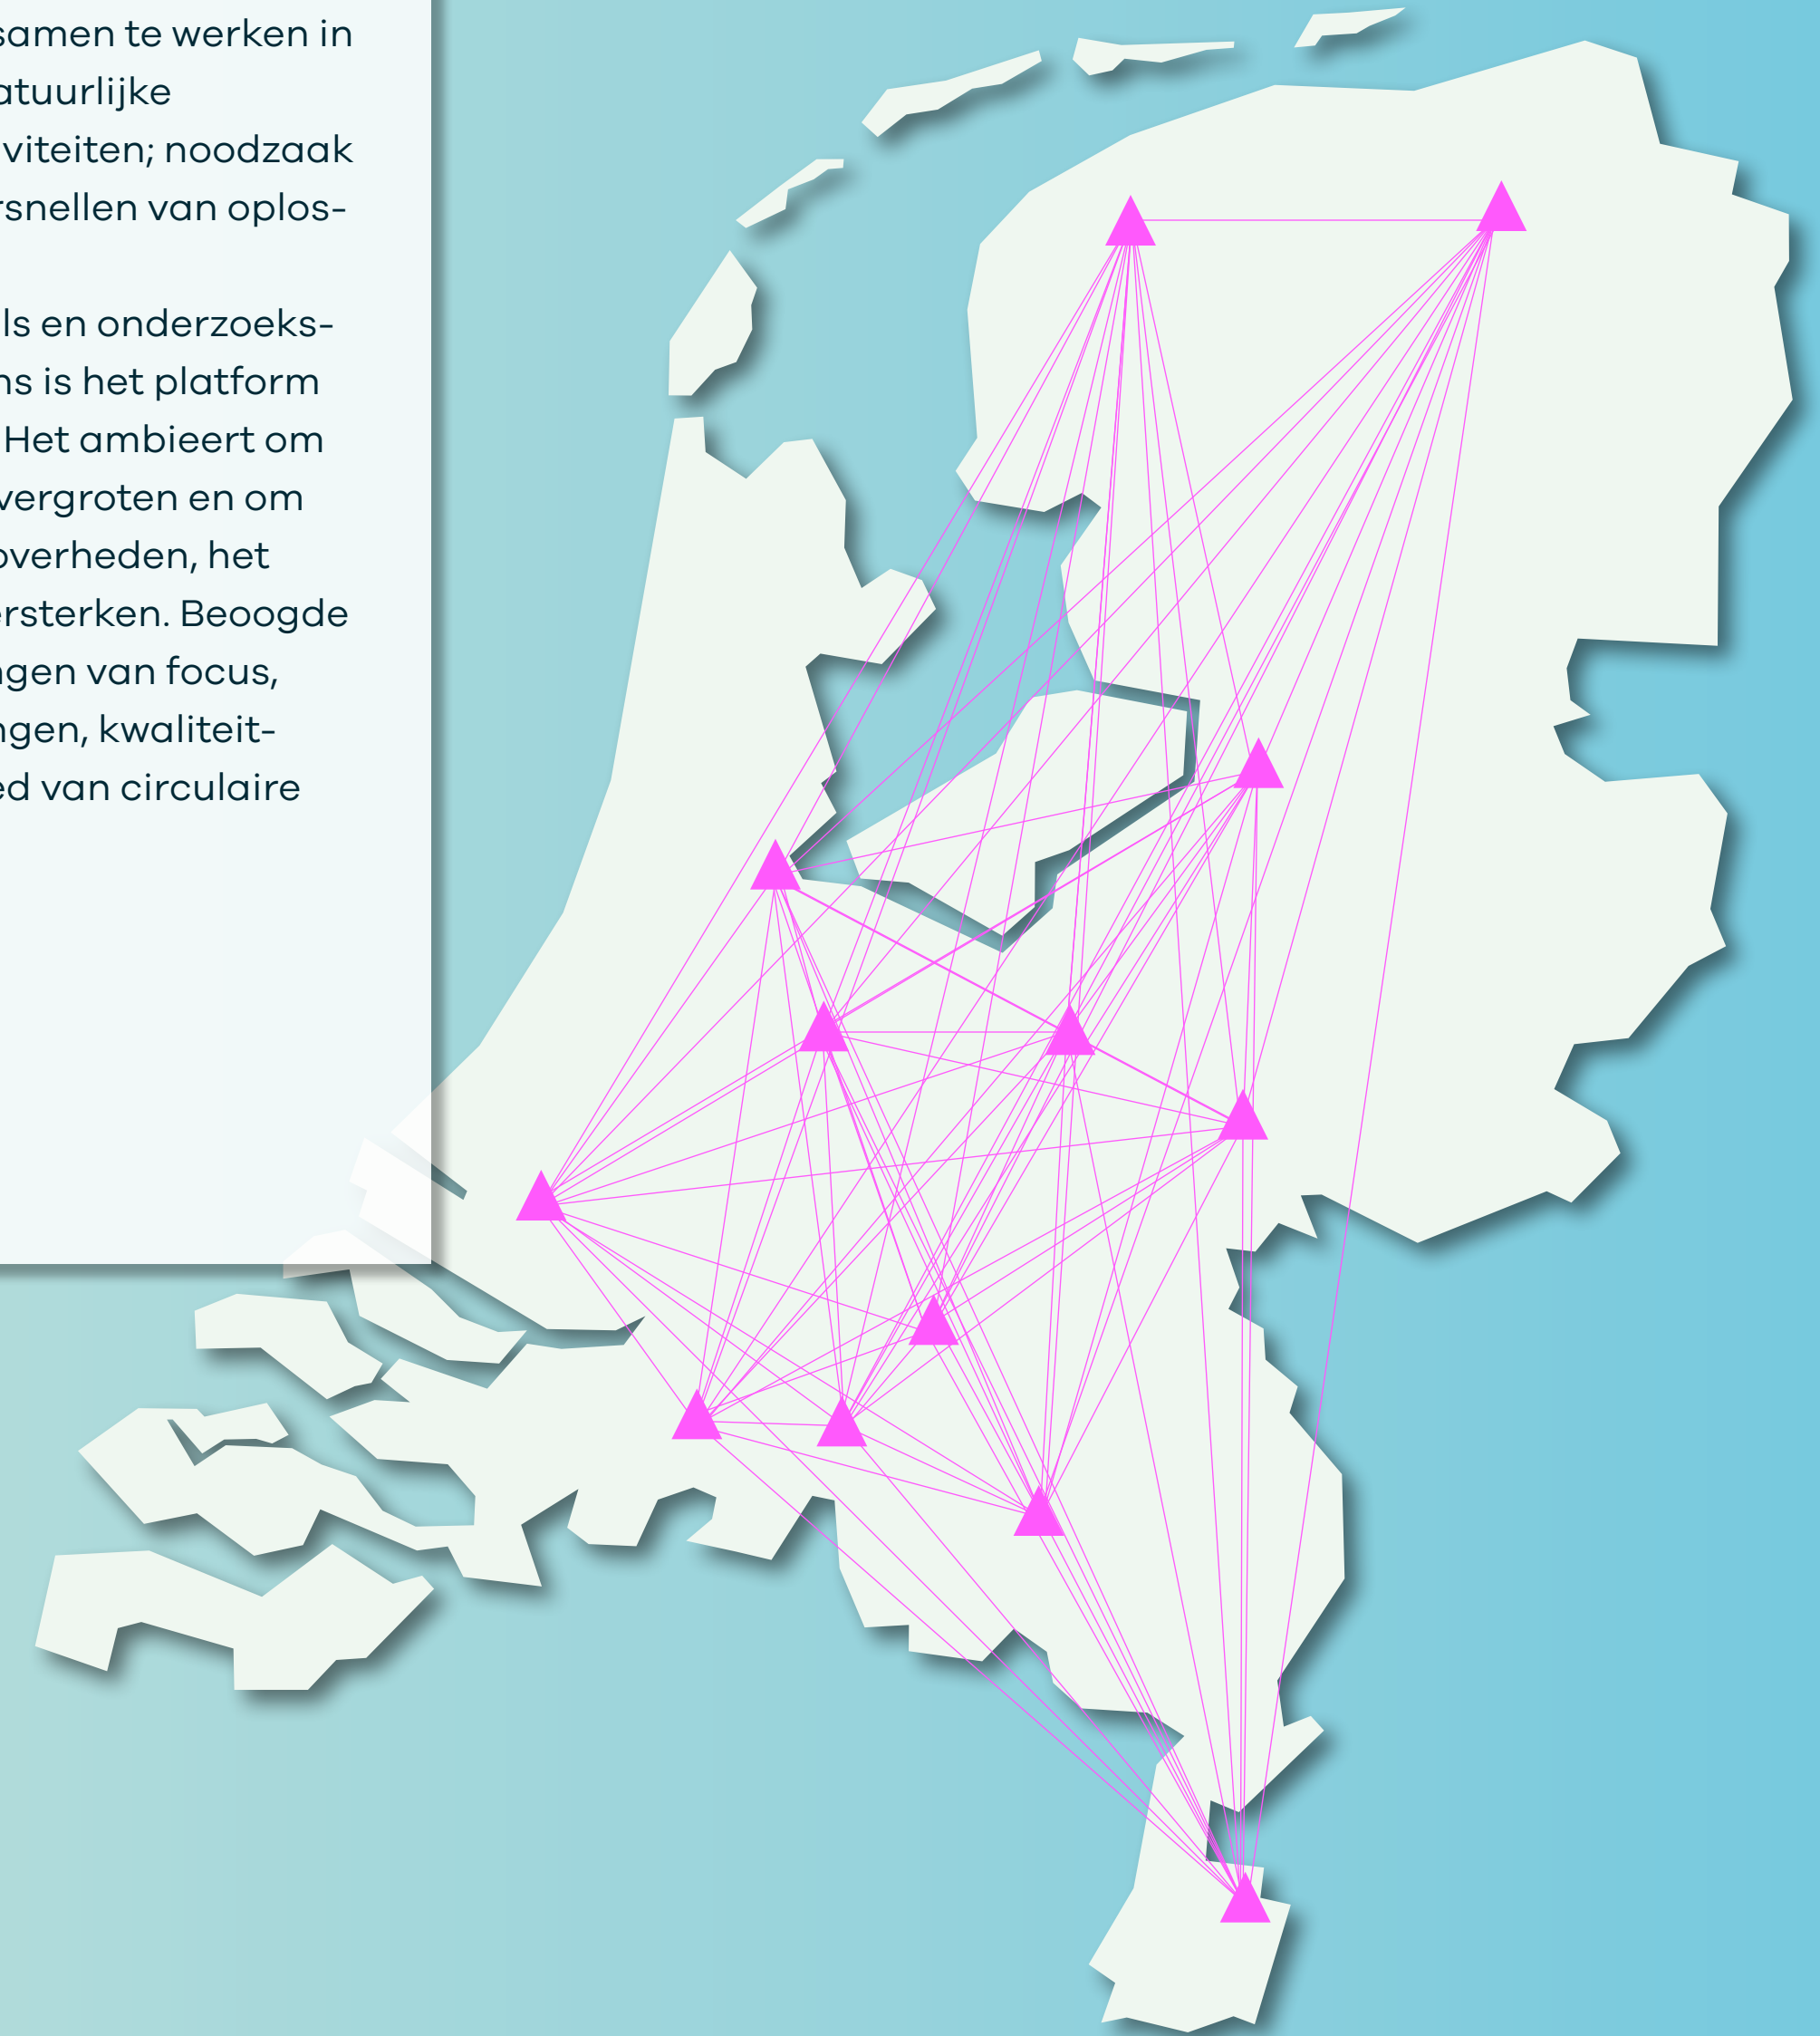 samen te werken in
atuurlijke
viteiten; noodzaak
rsnellen van oplos-
ls en onderzoeks-
ns is het platform
Het ambieert om
vergroten en om
overheden, het
ersterken. Beoogde
ngen van focus,
ngen, kwaliteit-
ed van circulaire